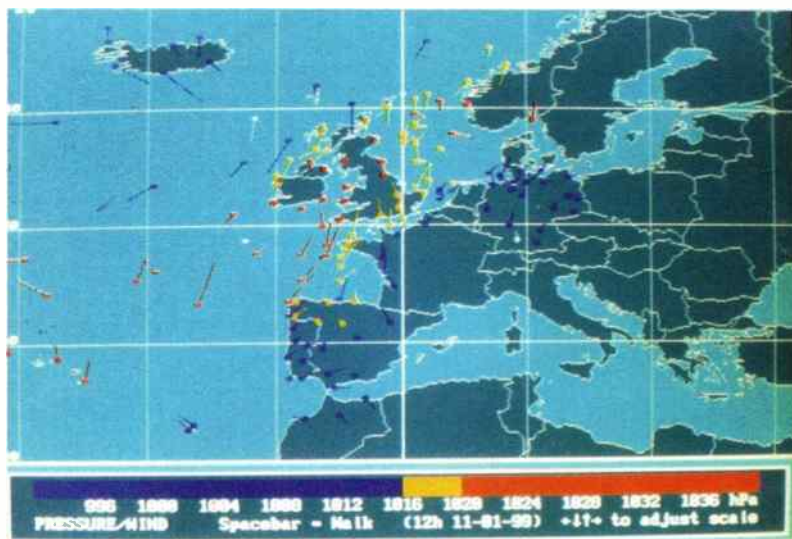 996 1000 1004 1008 1012 1016 1020 1024 1028 1032 1036 hPa
PRESSURE/WIND Spacebar = Walk (12h 11-01-99) ←↓↑→ to adjust scale